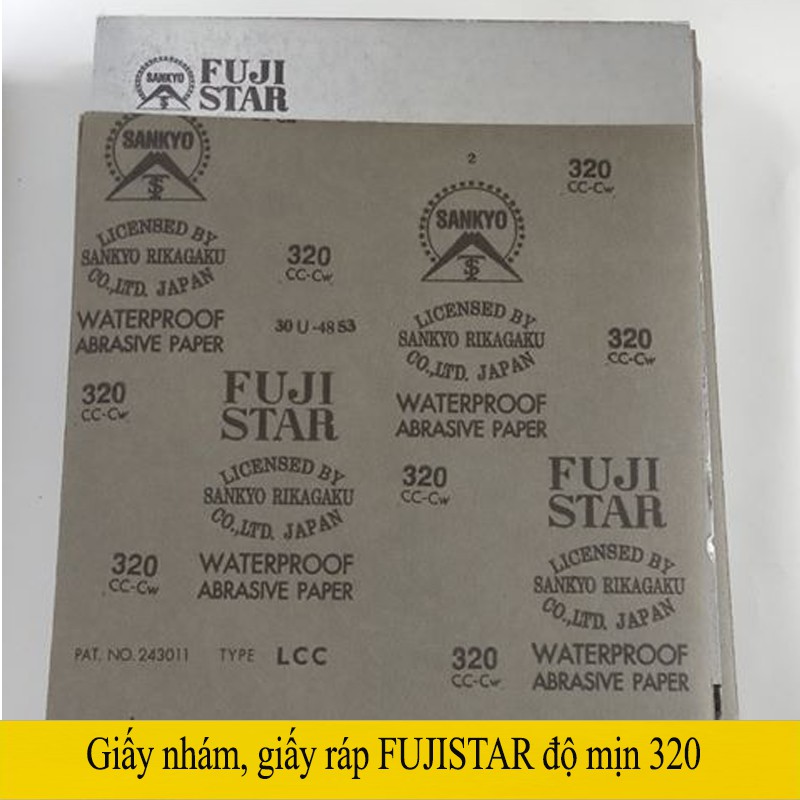 SANKYO
FUJI
STAR
SANKYO
2
320
CC-Cw
SANKYO
LICENSED BY
SANKYO RIKAGAKU
CO.,LTD. JAPAN
320
CC-Cw
LICENSED BY
SANKYO RIKAGAKU
CO.,LTD. JAPAN
WATERPROOF
ABRASIVE PAPER
30 U-48 S3
320
CC-Cw
320
CC-Cw
FUJI
STAR
WATERPROOF
ABRASIVE PAPER
LICENSED BY
SANKYO RIKAGAKU
CO.,LTD. JAPAN
320
CC-Cw
FUJI
STAR
320
CC-Cw
WATERPROOF
ABRASIVE PAPER
LICENSED BY
SANKYO RIKAGAKU
CO.,LTD. JAPAN
PAT. NO. 243011 TYPE LCC
320
CC-Cw
WATERPROOF
ABRASIVE PAPER
Giấy nhám, giấy ráp FUJISTAR độ mịn 320